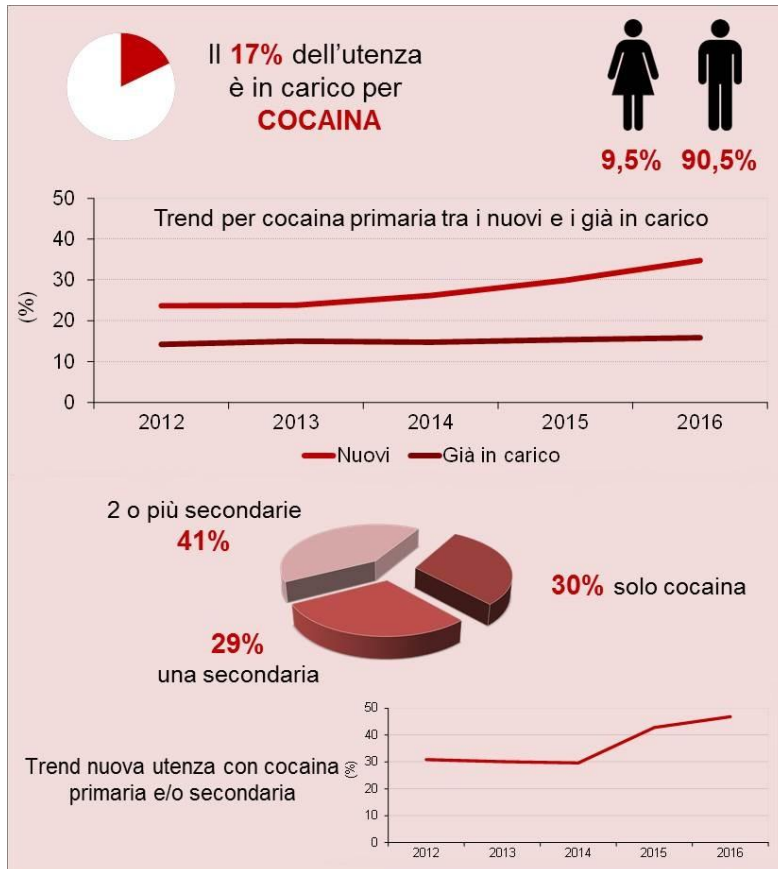 Il 17% dell'utenza
è in carico per
COCAINA
9,5% 90,5%
Trend per cocaina primaria tra i nuovi e i già in carico
(%)
50
40
30
20
10
0
2012 2013 2014 2015 2016
Nuovi Già in carico
2 o più secondarie
41%
30% solo cocaina
29%
una secondaria
Trend nuova utenza con cocaina
primaria e/o secondaria
(%)
50
40
30
20
10
0
2012 2013 2014 2015 2016